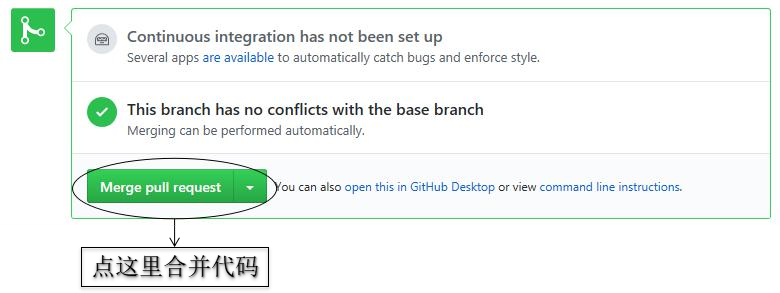 Continuous integration has not been set up
Several apps are available to automatically catch bugs and enforce style.
This branch has no conflicts with the base branch
Merging can be performed automatically.
Merge pull request
You can also open this in GitHub Desktop or view command line instructions.
点这里合并代码